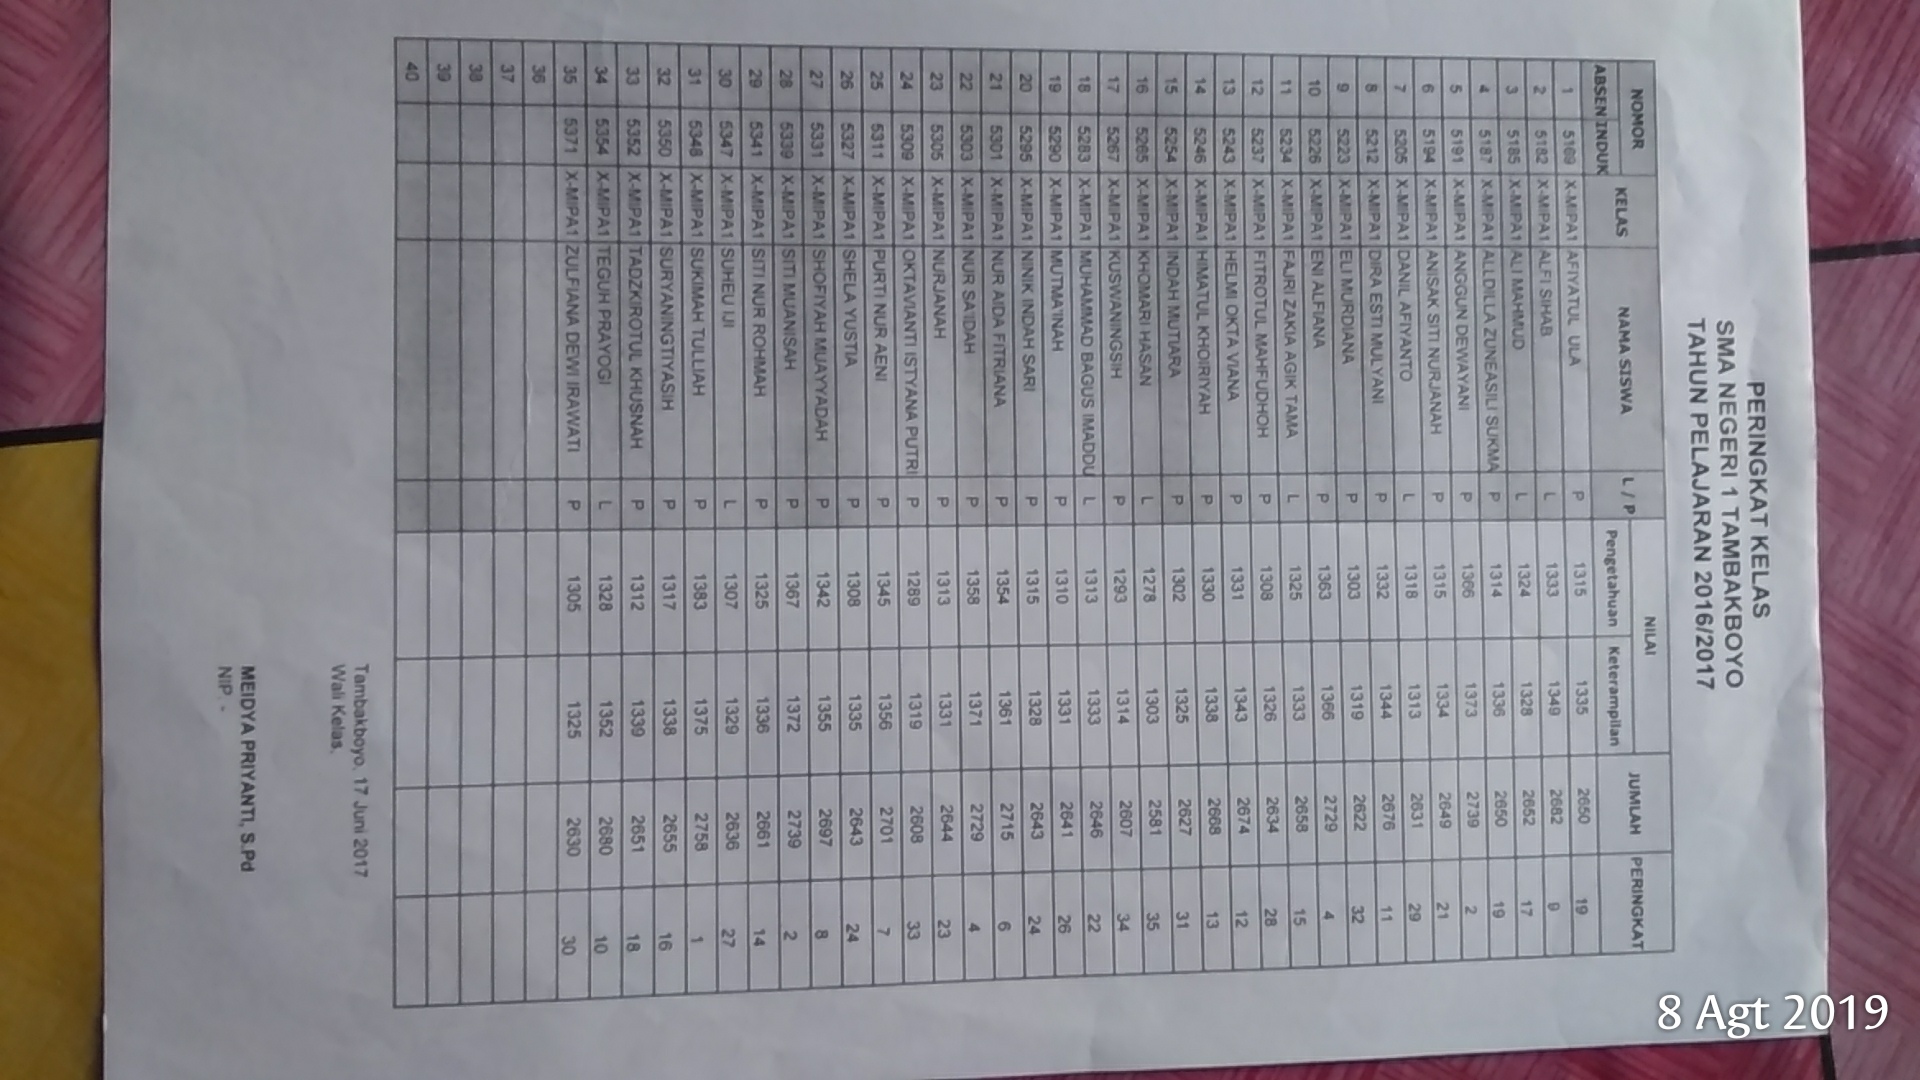 8 Agt 2019
PERINGKAT KELAS
SMA NEGERI 1 TAMBAKBOYO
TAHUN PELAJARAN 2016/2017
NOMOR KELAS NAMA SISWA L / P NILAI JUMLAH PERINGKAT
ABSEN INDUK Pengetahuan Keterampilan
1 5169 X-MIPA1 AFIYATUL ULA P 1315 1335 2650 19
2 5182 X-MIPA1 ALFI SIHAB L 1333 1349 2682 9
3 5185 X-MIPA1 ALI MAHMUD L 1324 1328 2652 17
4 5187 X-MIPA1 ALLDILLA ZUNEASILI SUKMA P 1314 1336 2650 19
5 5191 X-MIPA1 ANGGUN DEWAYANI P 1366 1373 2739 2
6 5194 X-MIPA1 ANISAK SITI NURJANAH P 1315 1334 2649 21
7 5205 X-MIPA1 DANIL AFIYANTO L 1318 1313 2631 29
8 5212 X-MIPA1 DIRA ESTI MULYANI P 1332 1344 2676 11
9 5223 X-MIPA1 ELI MURDIANA P 1303 1319 2622 32
10 5226 X-MIPA1 ENI ALFIANA P 1363 1366 2729 4
11 5234 X-MIPA1 FAJRI ZAKIA AGIK TAMA L 1325 1333 2658 15
12 5237 X-MIPA1 FITROTUL MAHFUDHOH P 1308 1326 2634 28
13 5243 X-MIPA1 HELMI OKTA VIANA P 1331 1343 2674 12
14 5246 X-MIPA1 HIMATUL KHOIRIYAH P 1330 1338 2668 13
15 5254 X-MIPA1 INDAH MUTIARA P 1302 1325 2627 31
16 5265 X-MIPA1 KHOMARI HASAN L 1278 1303 2581 35
17 5267 X-MIPA1 KUSWANINGSIH P 1293 1314 2607 34
18 5283 X-MIPA1 MUHAMMAD BAGUS IMADDU L 1313 1333 2646 22
19 5290 X-MIPA1 MUTMA'INAH P 1310 1331 2641 26
20 5295 X-MIPA1 NINIK INDAH SARI P 1315 1328 2643 24
21 5301 X-MIPA1 NUR AIDA FITRIANA P 1354 1361 2715 6
22 5303 X-MIPA1 NUR SA'IDAH P 1358 1371 2729 4
23 5305 X-MIPA1 NURJANAH P 1313 1331 2644 23
24 5309 X-MIPA1 OKTAVIANTI ISTYANA PUTRI P 1289 1319 2608 33
25 5311 X-MIPA1 PURTI NUR AENI P 1345 1356 2701 7
26 5327 X-MIPA1 SHELA YUSTIA P 1308 1335 2643 24
27 5331 X-MIPA1 SHOFIYAH MUAYYADAH P 1342 1355 2697 8
28 5339 X-MIPA1 SITI MUANISAH P 1367 1372 2739 2
29 5341 X-MIPA1 SITI NUR ROHMAH P 1325 1336 2661 14
30 5347 X-MIPA1 SUHEU IJI L 1307 1329 2636 27
31 5348 X-MIPA1 SUKIMAH TULLIAH P 1383 1375 2758 1
32 5350 X-MIPA1 SURYANINGTIYASIH P 1317 1338 2655 16
33 5352 X-MIPA1 TADZKIROTUL KHUSNAH P 1312 1339 2651 18
34 5354 X-MIPA1 TEGUH PRAYOGI L 1328 1352 2680 10
35 5371 X-MIPA1 ZULFIANA DEWI IRAWATI P 1305 1325 2630 30
36
37
38
39
40
Tambakboyo, 17 Juni 2017
Wali Kelas,
MEIDYA PRIYANTI, S.Pd
NIP. -